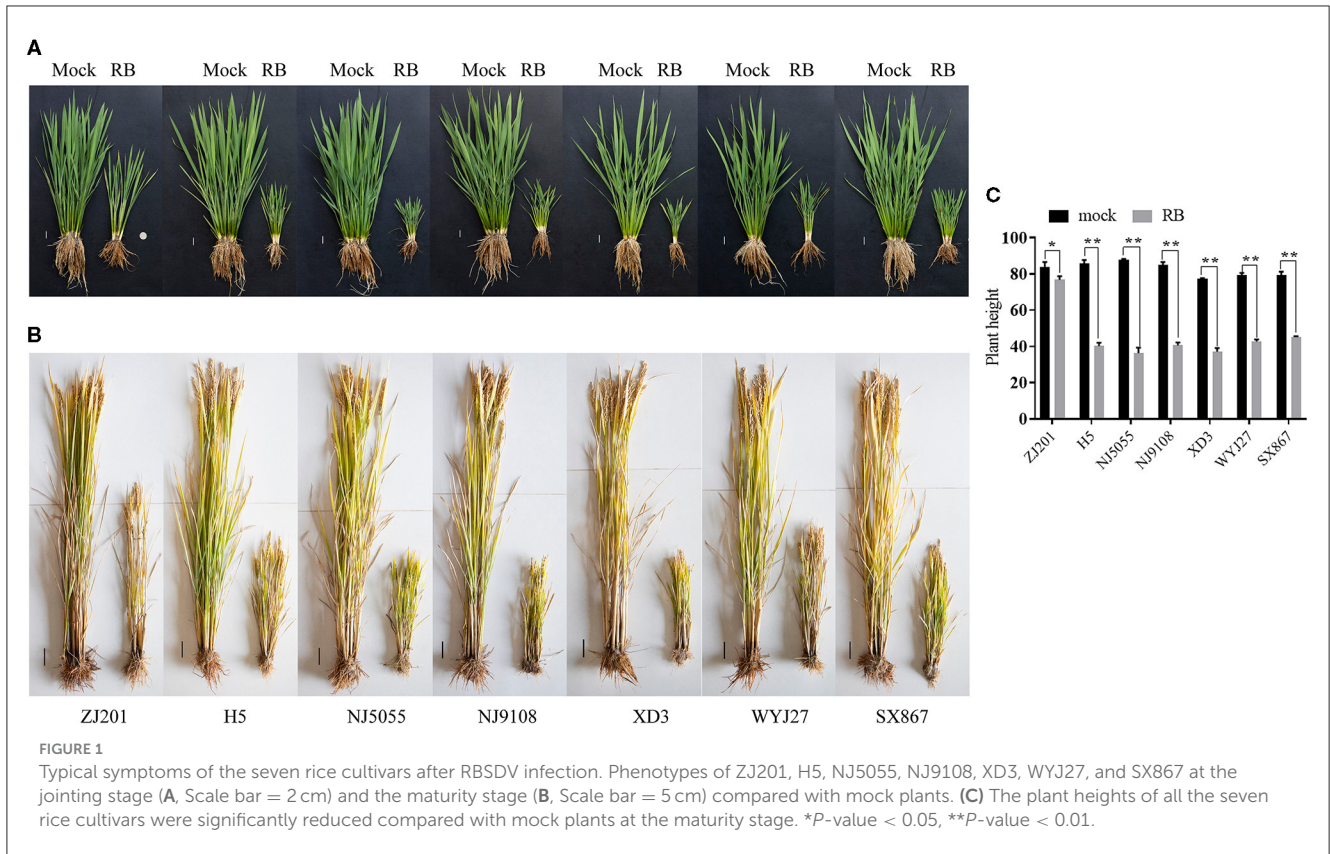 A
Mock RB Mock RB Mock RB Mock RB Mock RB Mock RB Mock RB
B
ZJ201 H5 NJ5055 NJ9108 XD3 WYJ27 SX867
C
mock RB
Plant height
100
80
60
40
20
0
* ** ** ** ** ** **
ZJ201 H5 NJ5055 NJ9108 XD3 WYJ27 SX867
FIGURE 1
Typical symptoms of the seven rice cultivars after RBSDV infection. Phenotypes of ZJ201, H5, NJ5055, NJ9108, XD3, WYJ27, and SX867 at the
jointing stage (A, Scale bar = 2 cm) and the maturity stage (B, Scale bar = 5 cm) compared with mock plants. (C) The plant heights of all the seven
rice cultivars were significantly reduced compared with mock plants at the maturity stage. *P-value < 0.05, **P-value < 0.01.